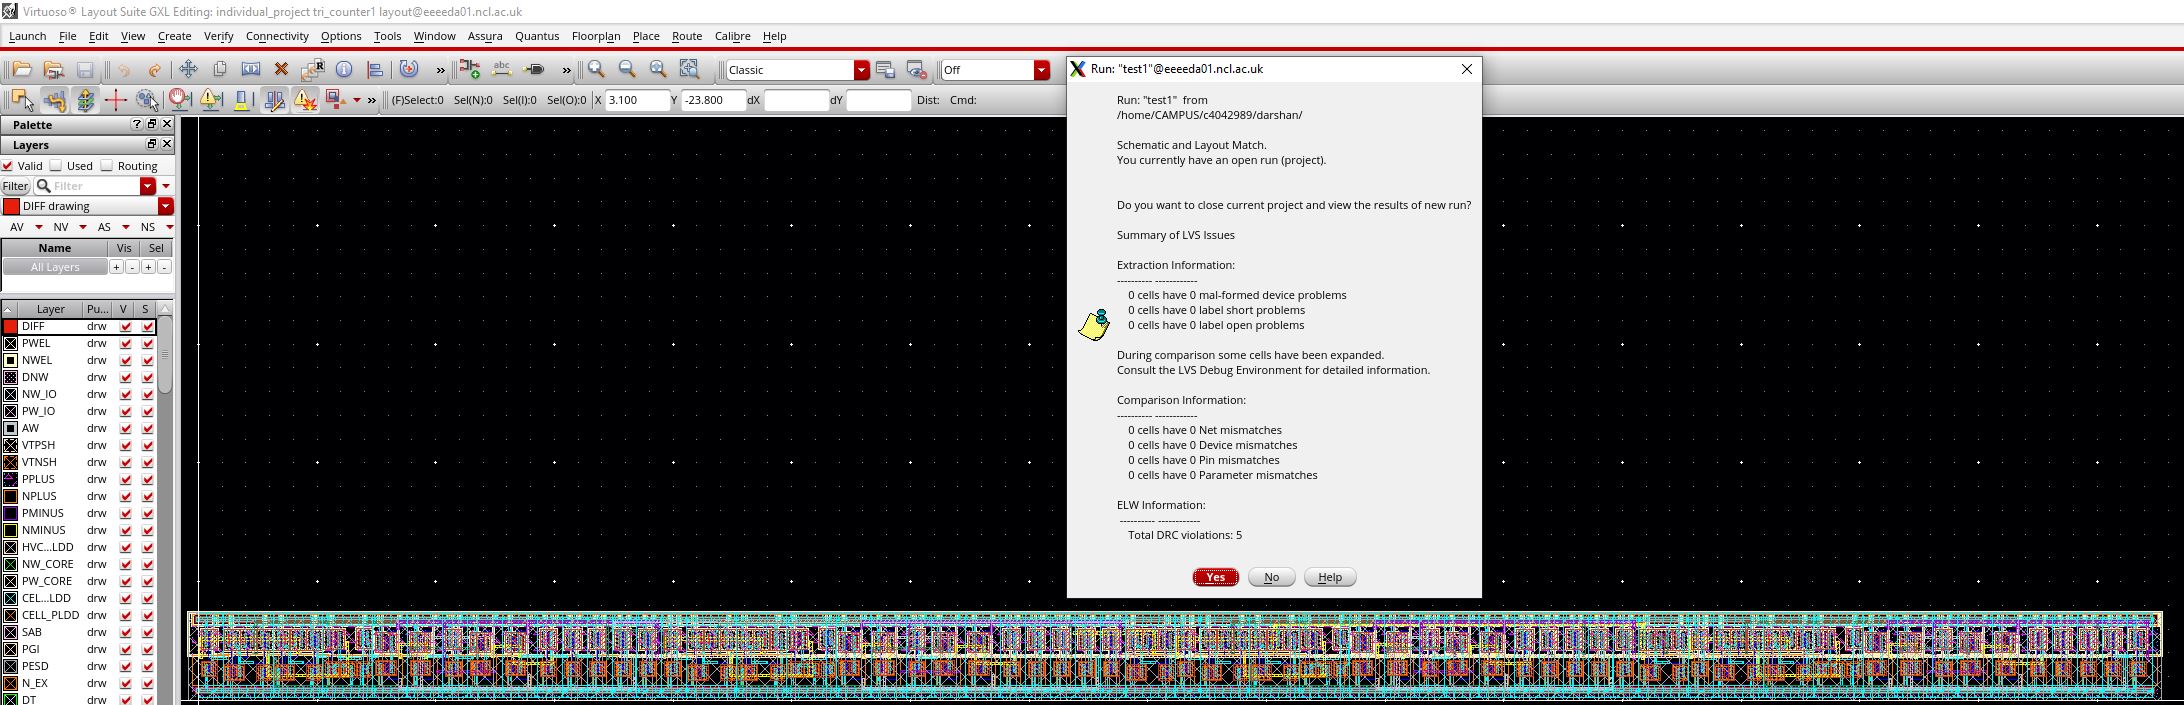 Virtuoso® Layout Suite GXL Editing: individual_project tri_counter1 layout@eeeeda01.ncl.ac.uk
Launch File Edit View Create Verify Connectivity Options Tools Window Assura Quantus Floorplan Place Route Calibre Help
abc » » Classic Off
» (F)Select:0 Sel(N):0 Sel(I):0 Sel(O):0 X 3.100 Y -23.800 dX dY Dist: Cmd:
Palette
Layers
Valid Used Routing
Filter Filter
DIFF drawing
AV NV AS NS
Name Vis Sel
All Layers + - + -
Layer Pu... V S
DIFF drw
PWEL drw
NWEL drw
DNW drw
NW_IO drw
PW_IO drw
AW drw
VTPSH drw
VTNSH drw
PPLUS drw
NPLUS drw
PMINUS drw
NMINUS drw
HVC...LDD drw
NW_CORE drw
PW_CORE drw
CEL...LDD drw
CELL_PLDD drw
SAB drw
PGI drw
PESD drw
N_EX drw
DT drw
Run: "test1"@eeeeda01.ncl.ac.uk
Run: "test1" from
/home/CAMPUS/c4042989/darshan/
Schematic and Layout Match.
You currently have an open run (project).
Do you want to close current project and view the results of new run?
Summary of LVS Issues
Extraction Information:
---------- ------------
0 cells have 0 mal-formed device problems
0 cells have 0 label short problems
0 cells have 0 label open problems
During comparison some cells have been expanded.
Consult the LVS Debug Environment for detailed information.
Comparison Information:
---------- ------------
0 cells have 0 Net mismatches
0 cells have 0 Device mismatches
0 cells have 0 Pin mismatches
0 cells have 0 Parameter mismatches
ELW Information:
---------- ------------
Total DRC violations: 5
Yes No Help